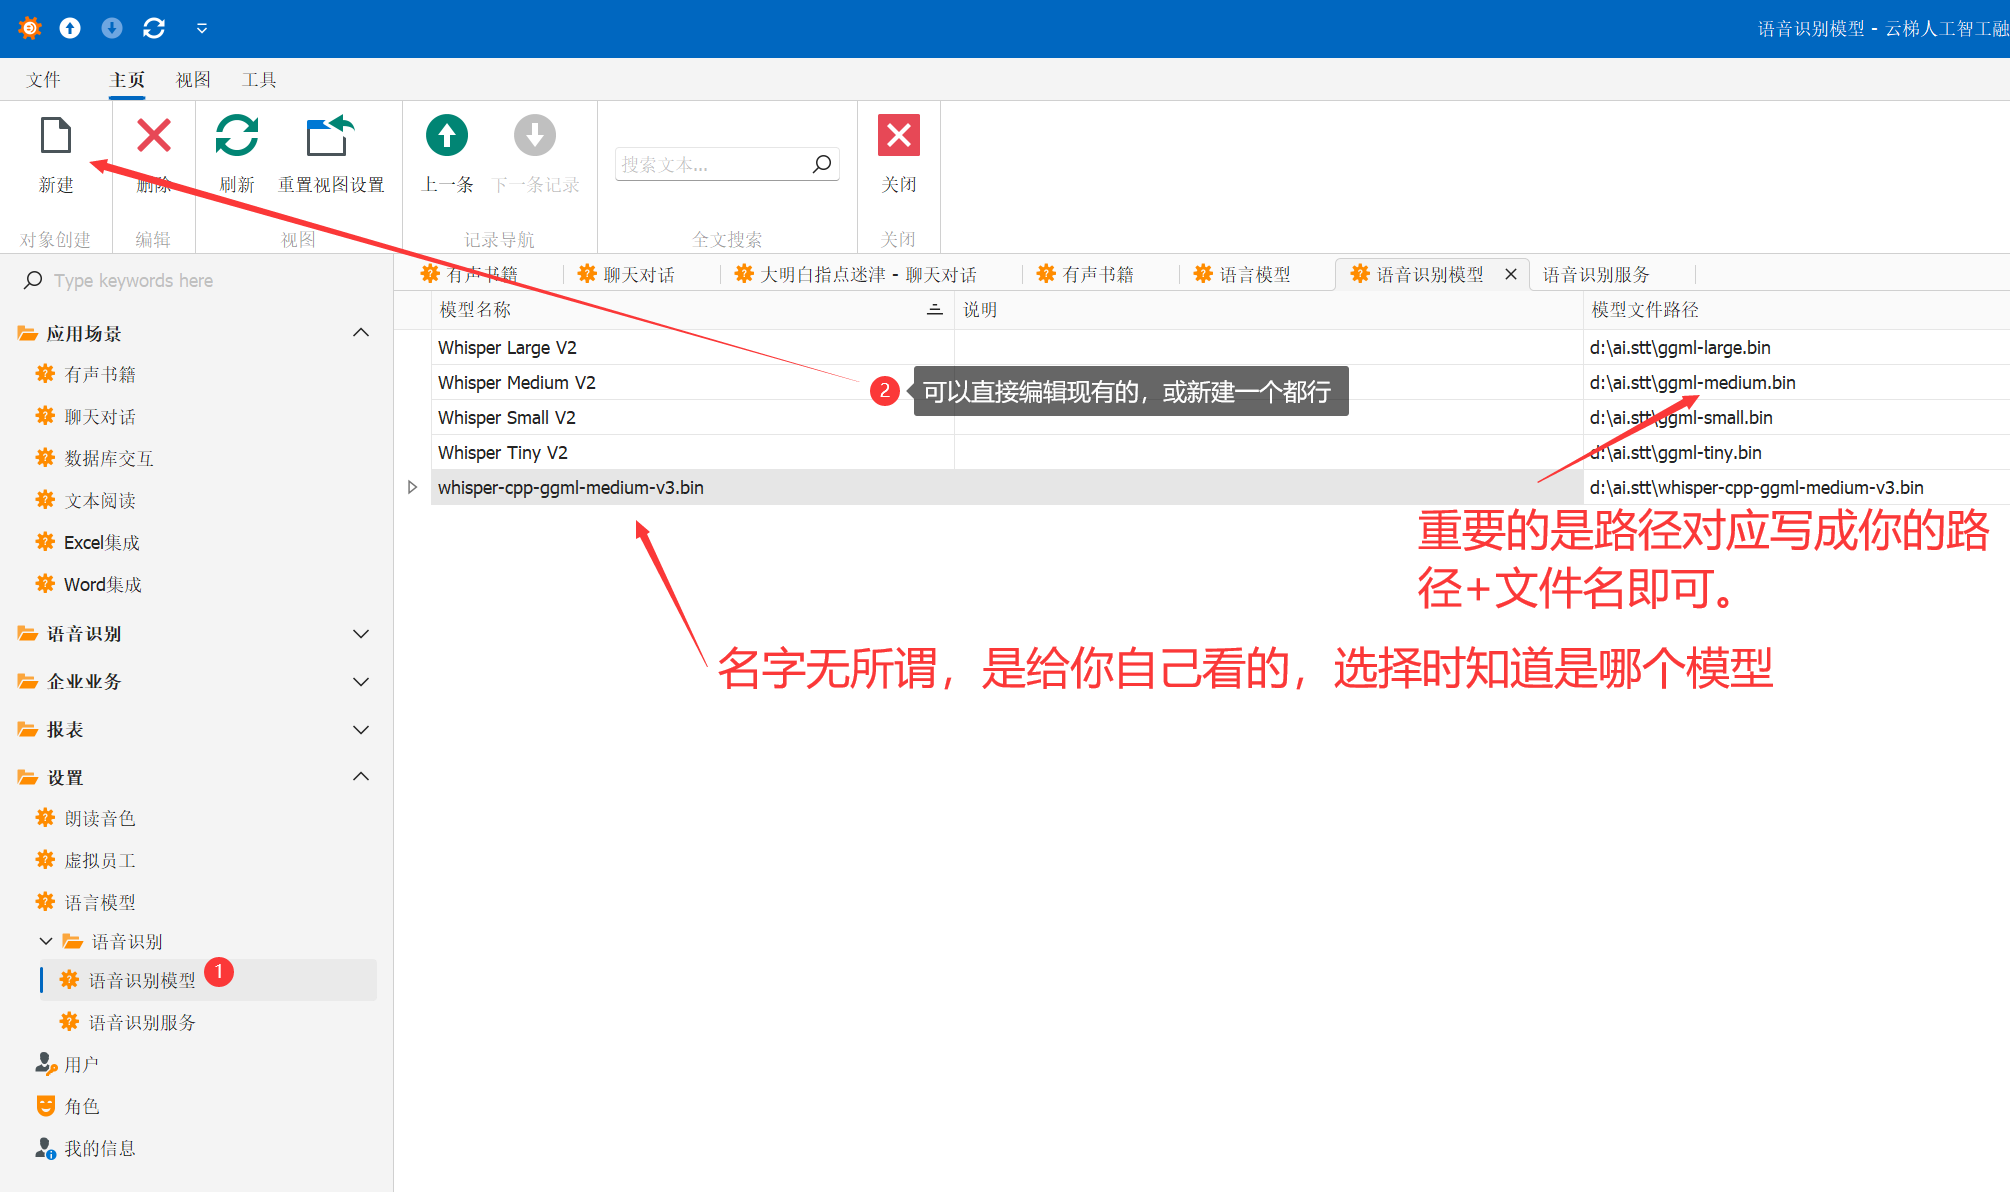 语音识别模型 - 云梯人工智工融
文件 主页 视图 工具
新建 删除 刷新 重置视图设置 上一条 下一条记录 搜索文本... 关闭
对象创建 编辑 视图 记录导航 全文搜索 关闭
Type keywords here
应用场景
有声书籍
聊天对话
数据库交互
文本阅读
Excel集成
Word集成
语音识别
企业业务
报表
设置
朗读音色
虚拟员工
语言模型
语音识别
语音识别模型 1
语音识别服务
用户
角色
我的信息
有声书籍 聊天对话 大明白指点迷津 - 聊天对话 有声书籍 语言模型 语音识别模型 语音识别服务
模型名称 说明 模型文件路径
Whisper Large V2 d:\ai.stt\ggml-large.bin
Whisper Medium V2 d:\ai.stt\ggml-medium.bin
Whisper Small V2 d:\ai.stt\ggml-small.bin
Whisper Tiny V2 d:\ai.stt\ggml-tiny.bin
whisper-cpp-ggml-medium-v3.bin d:\ai.stt\whisper-cpp-ggml-medium-v3.bin
2 可以直接编辑现有的，或新建一个都行
重要的是路径对应写成你的路
径+文件名即可。
名字无所谓，是给你自己看的，选择时知道是哪个模型